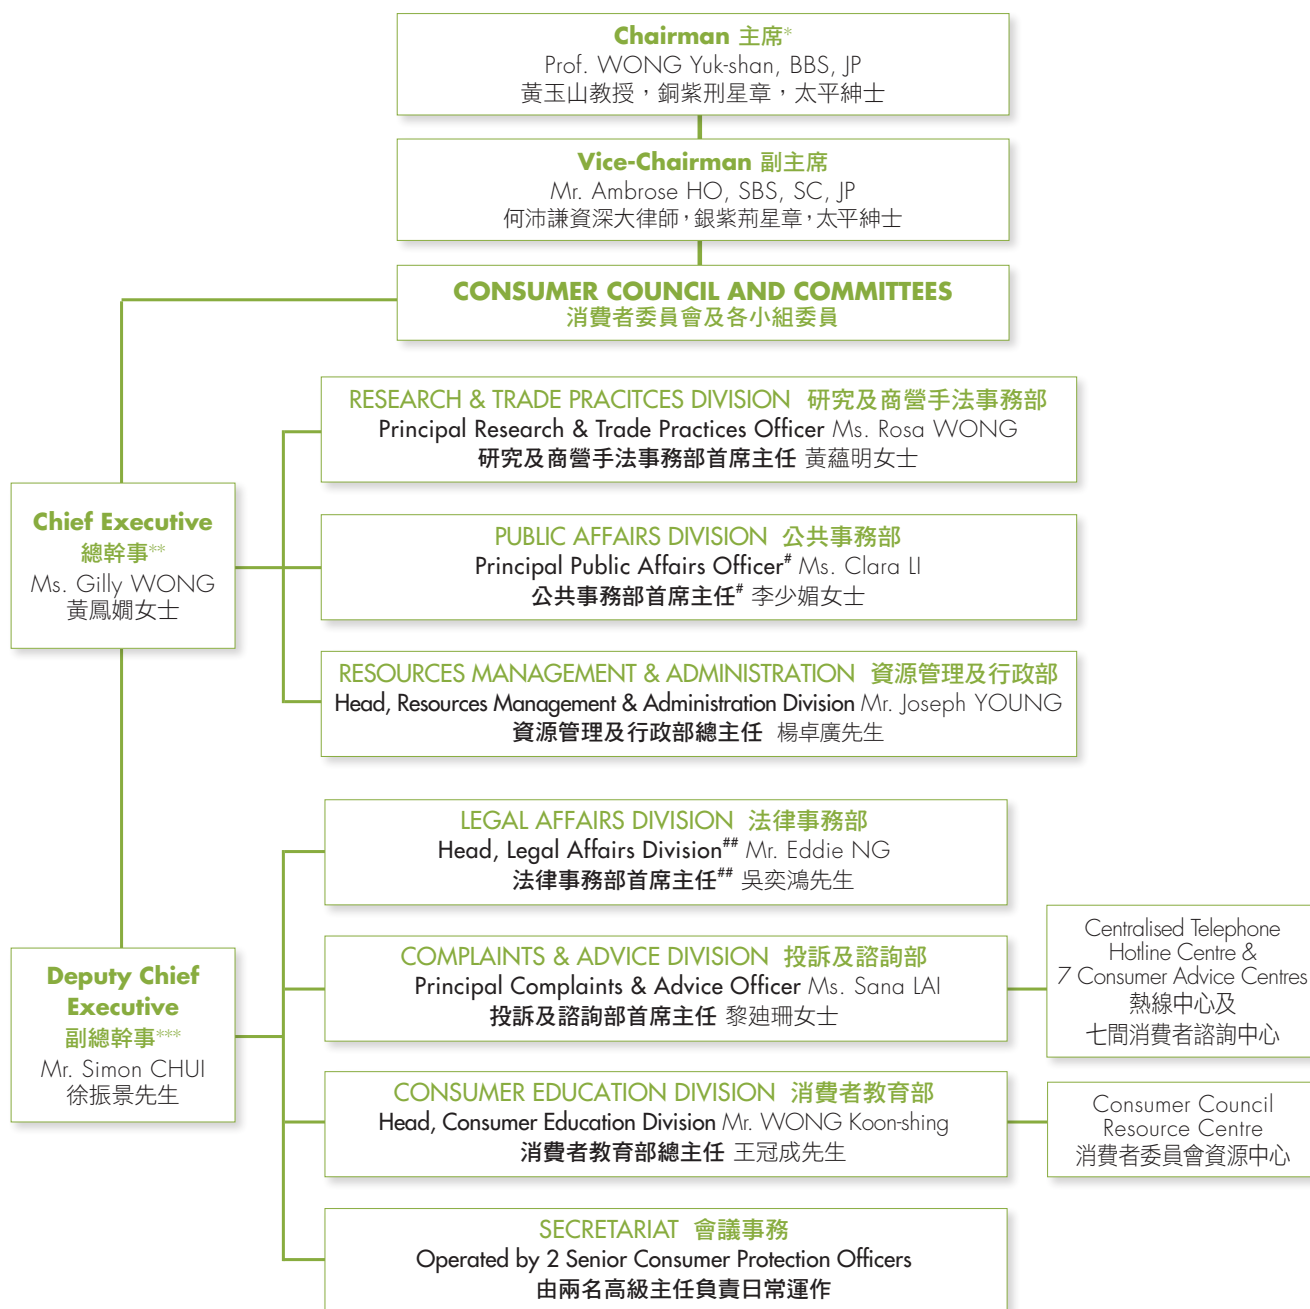 Chairman 主席*
Prof. WONG Yuk-shan, BBS, JP
黃玉山教授，銅紫刑星章，太平紳士
Vice-Chairman 副主席
Mr. Ambrose HO, SBS, SC, JP
何沛謙資深大律師，銀紫荊星章，太平紳士
CONSUMER COUNCIL AND COMMITTEES
消費者委員會及各小組委員
RESEARCH & TRADE PRACITCES DIVISION 研究及商營手法事務部
Principal Research & Trade Practices Officer Ms. Rosa WONG
研究及商營手法事務部首席主任 黃蘊明女士
Chief Executive
總幹事**
Ms. Gilly WONG
黃鳳嫺女士
PUBLIC AFFAIRS DIVISION 公共事務部
Principal Public Affairs Officer# Ms. Clara LI
公共事務部首席主任# 李少媚女士
RESOURCES MANAGEMENT & ADMINISTRATION 資源管理及行政部
Head, Resources Management & Administration Division Mr. Joseph YOUNG
資源管理及行政部總主任 楊卓廣先生
LEGAL AFFAIRS DIVISION 法律事務部
Head, Legal Affairs Division## Mr. Eddie NG
法律事務部首席主任## 吳奕鴻先生
Deputy Chief
Executive
副總幹事***
Mr. Simon CHUI
徐振景先生
COMPLAINTS & ADVICE DIVISION 投訴及諮詢部
Principal Complaints & Advice Officer Ms. Sana LAI
投訴及諮詢部首席主任 黎廸珊女士
Centralised Telephone
Hotline Centre &
7 Consumer Advice Centres
熱線中心及
七間消費者諮詢中心
CONSUMER EDUCATION DIVISION 消費者教育部
Head, Consumer Education Division Mr. WONG Koon-shing
消費者教育部總主任 王冠成先生
Consumer Council
Resource Centre
消費者委員會資源中心
SECRETARIAT 會議事務
Operated by 2 Senior Consumer Protection Officers
由兩名高級主任負責日常運作